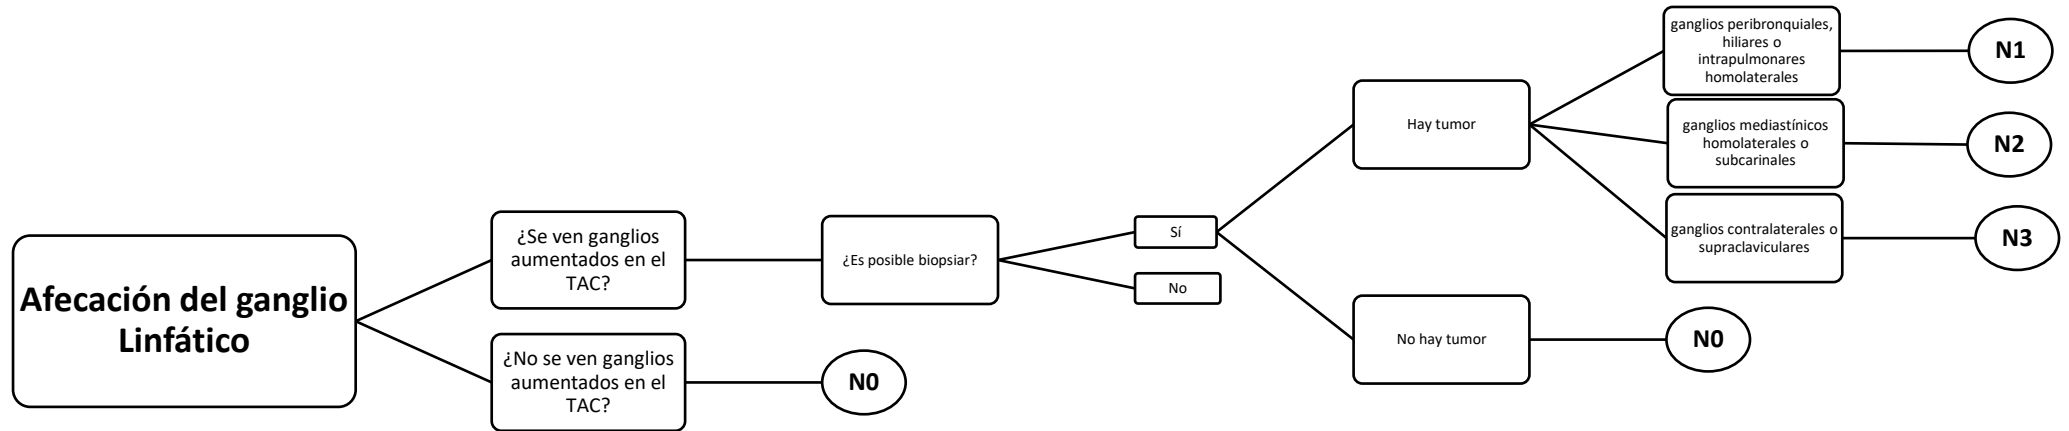 Afecación del ganglio
Linfático
¿Se ven ganglios
aumentados en el
TAC?
¿No se ven ganglios
aumentados en el
TAC?
N0
¿Es posible biopsiar?
Sí
No
Hay tumor
No hay tumor
ganglios peribronquiales,
hiliares o
intrapulmonares
homolaterales
N1
ganglios mediastínicos
homolaterales o
subcarinales
N2
ganglios contralaterales o
supraclaviculares
N3
N0